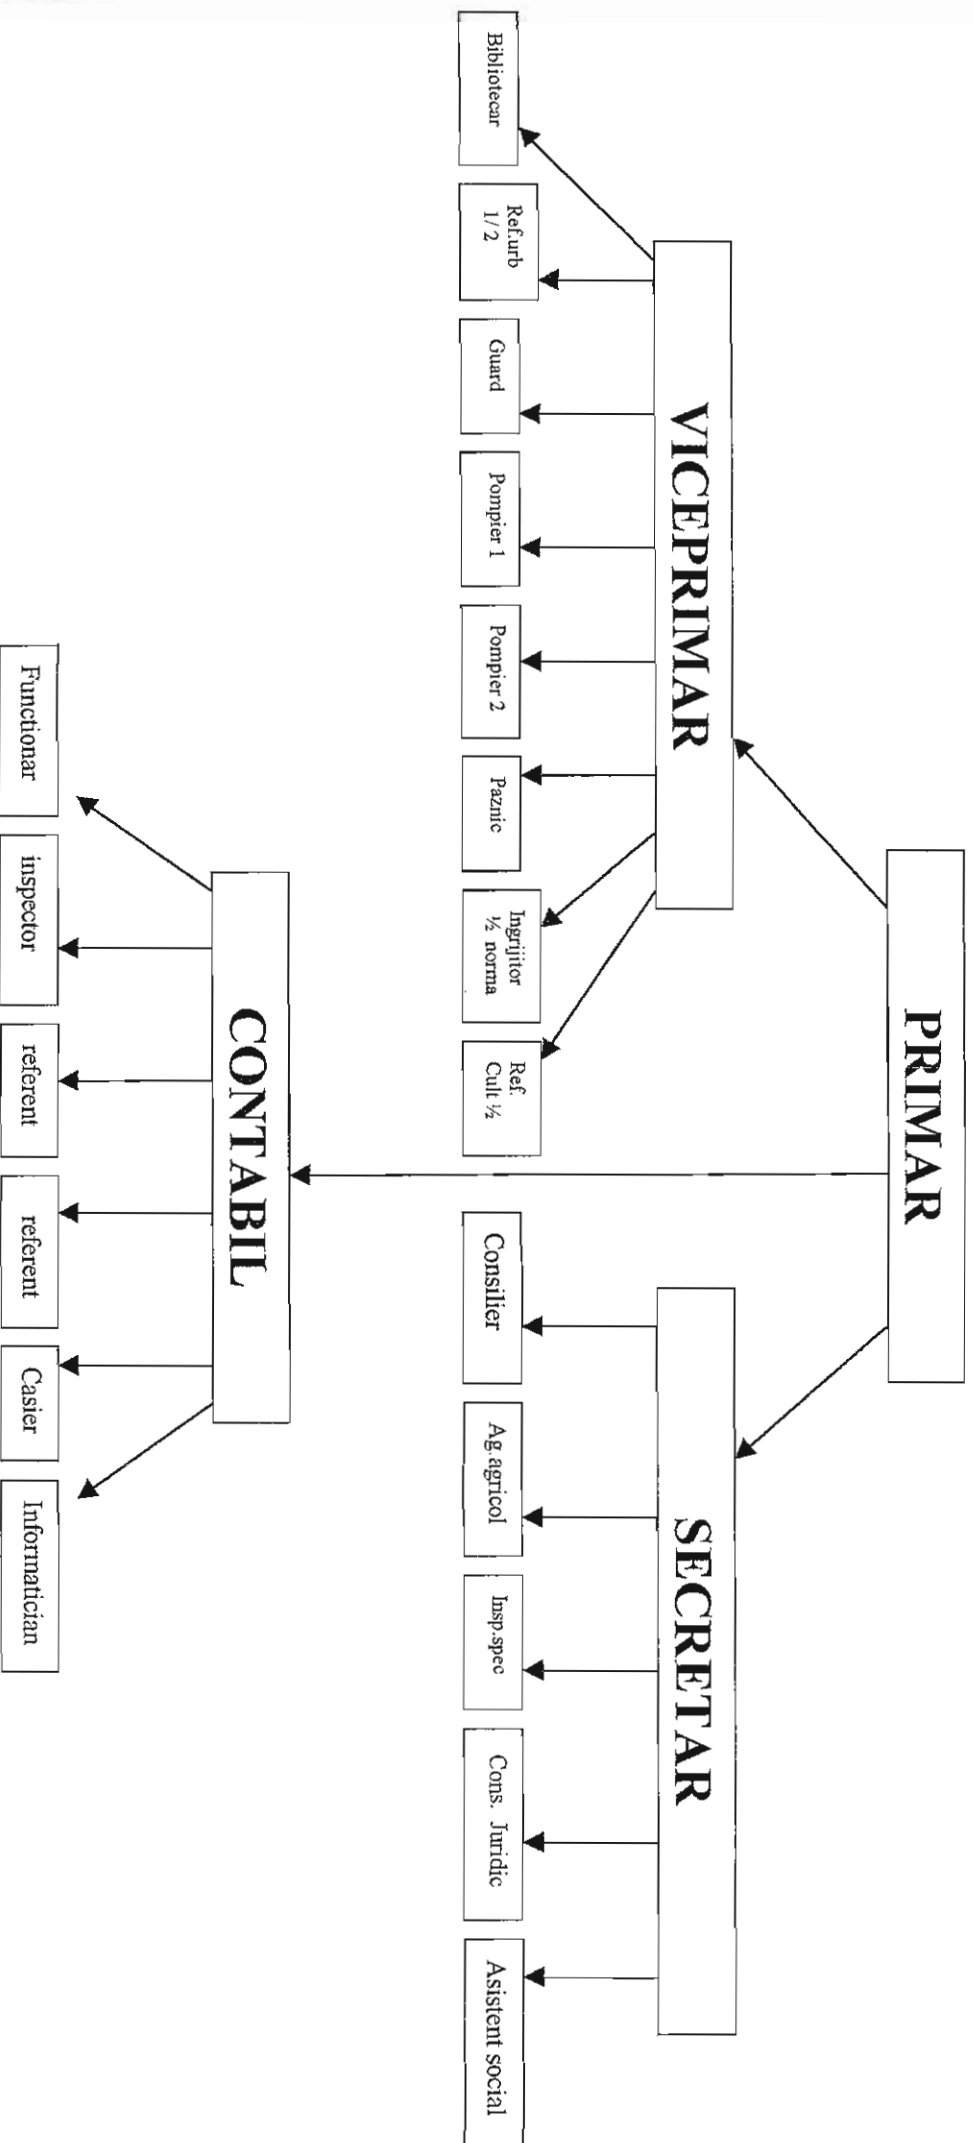 PRIMAR
VICEPRIMAR
SECRETAR
Bibliotecar
Ref.urb
1/ 2
Guard
Pompier 1
Pompier 2
Paznic
Ingrijitor
½ norma
Ref.
Cult ½
Consilier
Ag.agricol
Insp.spec
Cons. Juridic
Asistent social
CONTABIL
Functionar
inspector
referent
referent
Casier
Informatician